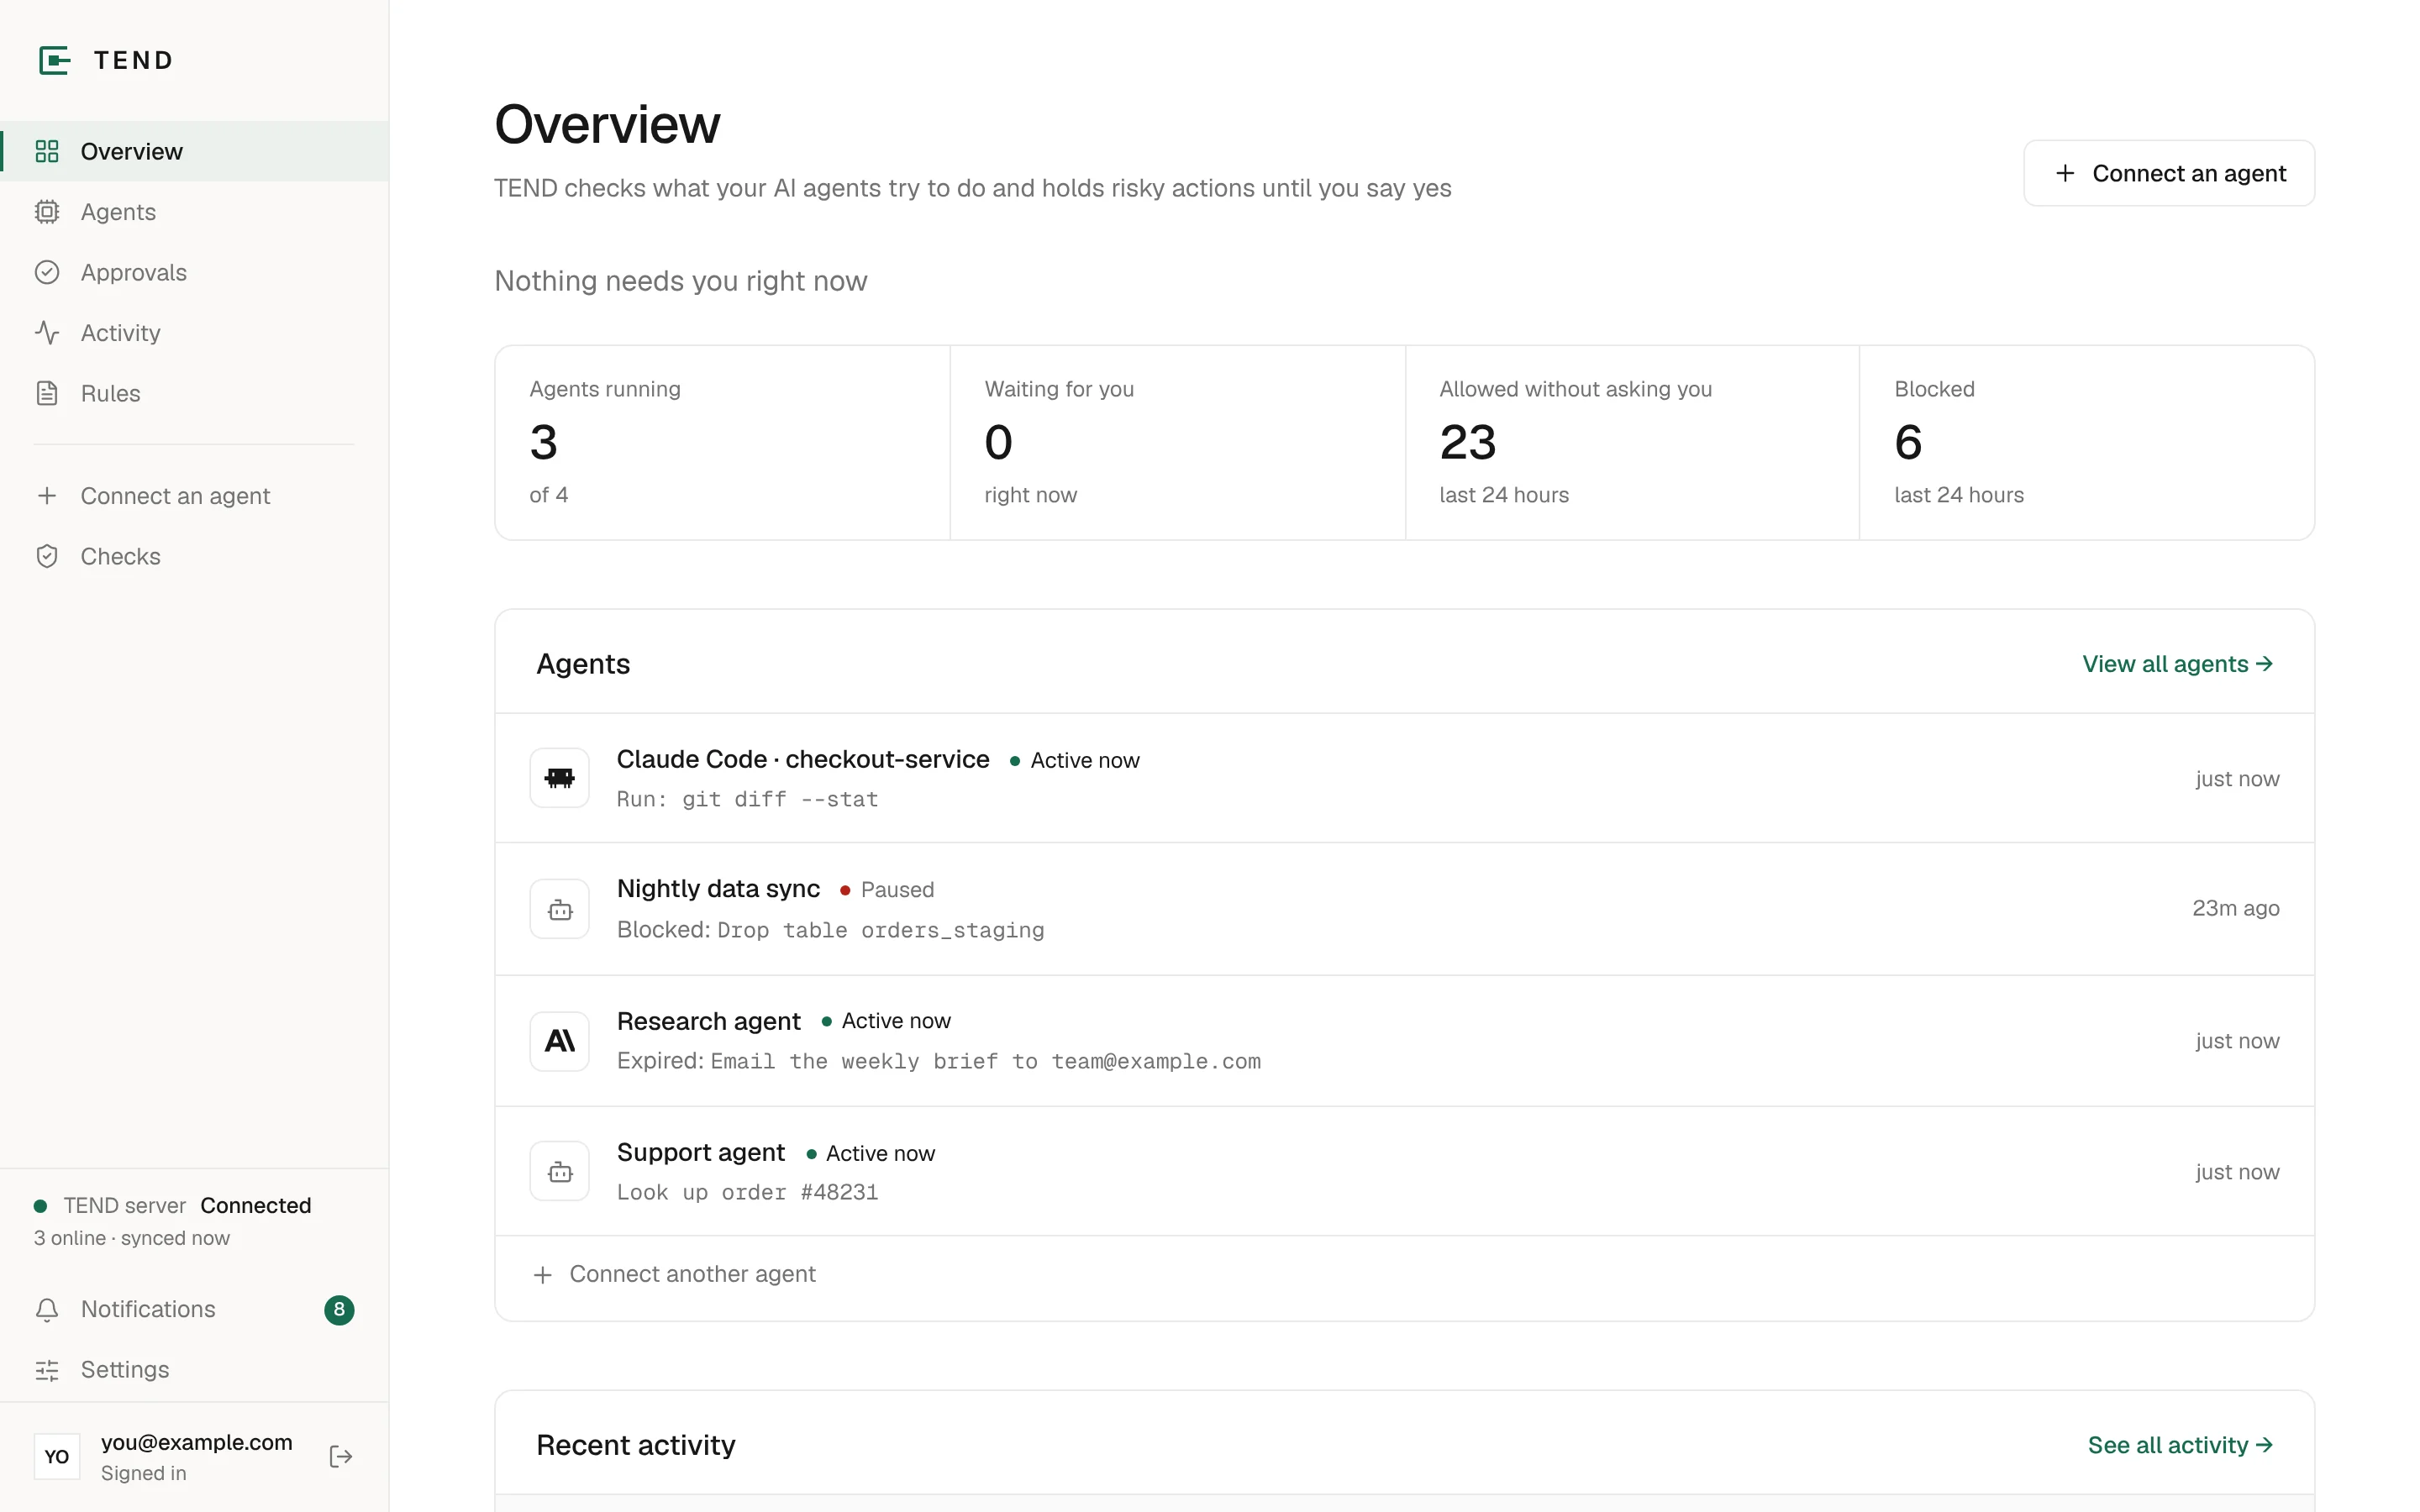 TEND
Overview
Agents
Approvals
Activity
Rules
Connect an agent
Checks
TEND server Connected
3 online · synced now
Notifications 8
Settings
YO
you@example.com
Signed in
Overview
TEND checks what your AI agents try to do and holds risky actions until you say yes
Connect an agent
Nothing needs you right now
Agents running
3
of 4
Waiting for you
0
right now
Allowed without asking you
23
last 24 hours
Blocked
6
last 24 hours
Agents
View all agents →
Claude Code · checkout-service Active now
Run: git diff --stat
just now
Nightly data sync Paused
Blocked: Drop table orders_staging
23m ago
Research agent Active now
Expired: Email the weekly brief to team@example.com
just now
Support agent Active now
Look up order #48231
just now
Connect another agent
Recent activity
See all activity →